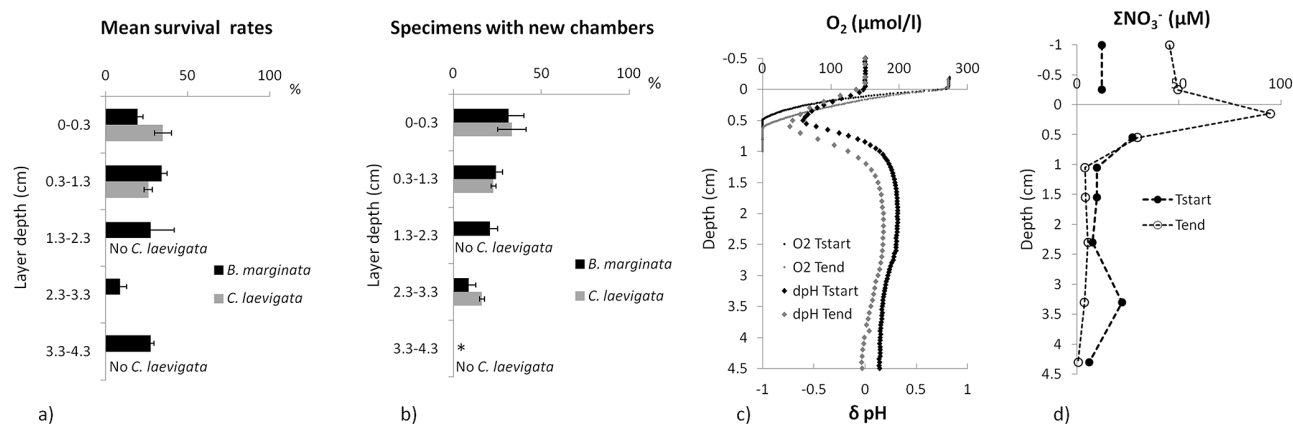 Mean survival rates
0 50 100
%
Layer depth (cm)
0-0.3
0.3-1.3
1.3-2.3
No C. laevigata
2.3-3.3
3.3-4.3
No C. laevigata
B. marginata
C. laevigata
a)
Specimens with new chambers
0 50 100
%
Layer depth (cm)
0-0.3
0.3-1.3
1.3-2.3
No C. laevigata
2.3-3.3
3.3-4.3
*
No C. laevigata
B. marginata
C. laevigata
b)
O₂ (µmol/l)
0 100 200 300
Depth (cm)
-0.5
0
0.5
1
1.5
2
2.5
3
3.5
4
4.5
O2 Tstart
O2 Tend
dpH Tstart
dpH Tend
-1 -0.5 0 0.5 1
δ pH
c)
ΣNO₃⁻ (µM)
0 50 100
Depth (cm)
-1
-0.5
0
0.5
1
1.5
2
2.5
3
3.5
4
4.5
Tstart
Tend
d)